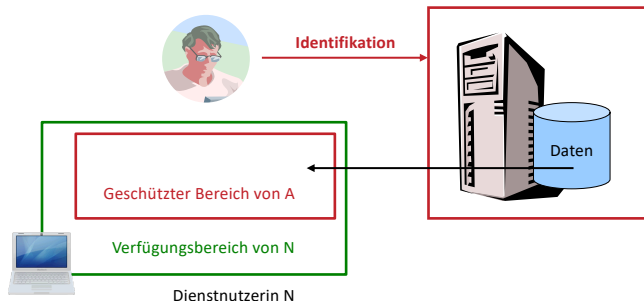 Identifikation
Daten
Geschützter Bereich von A
Verfügungsbereich von N
Dienstnutzerin N